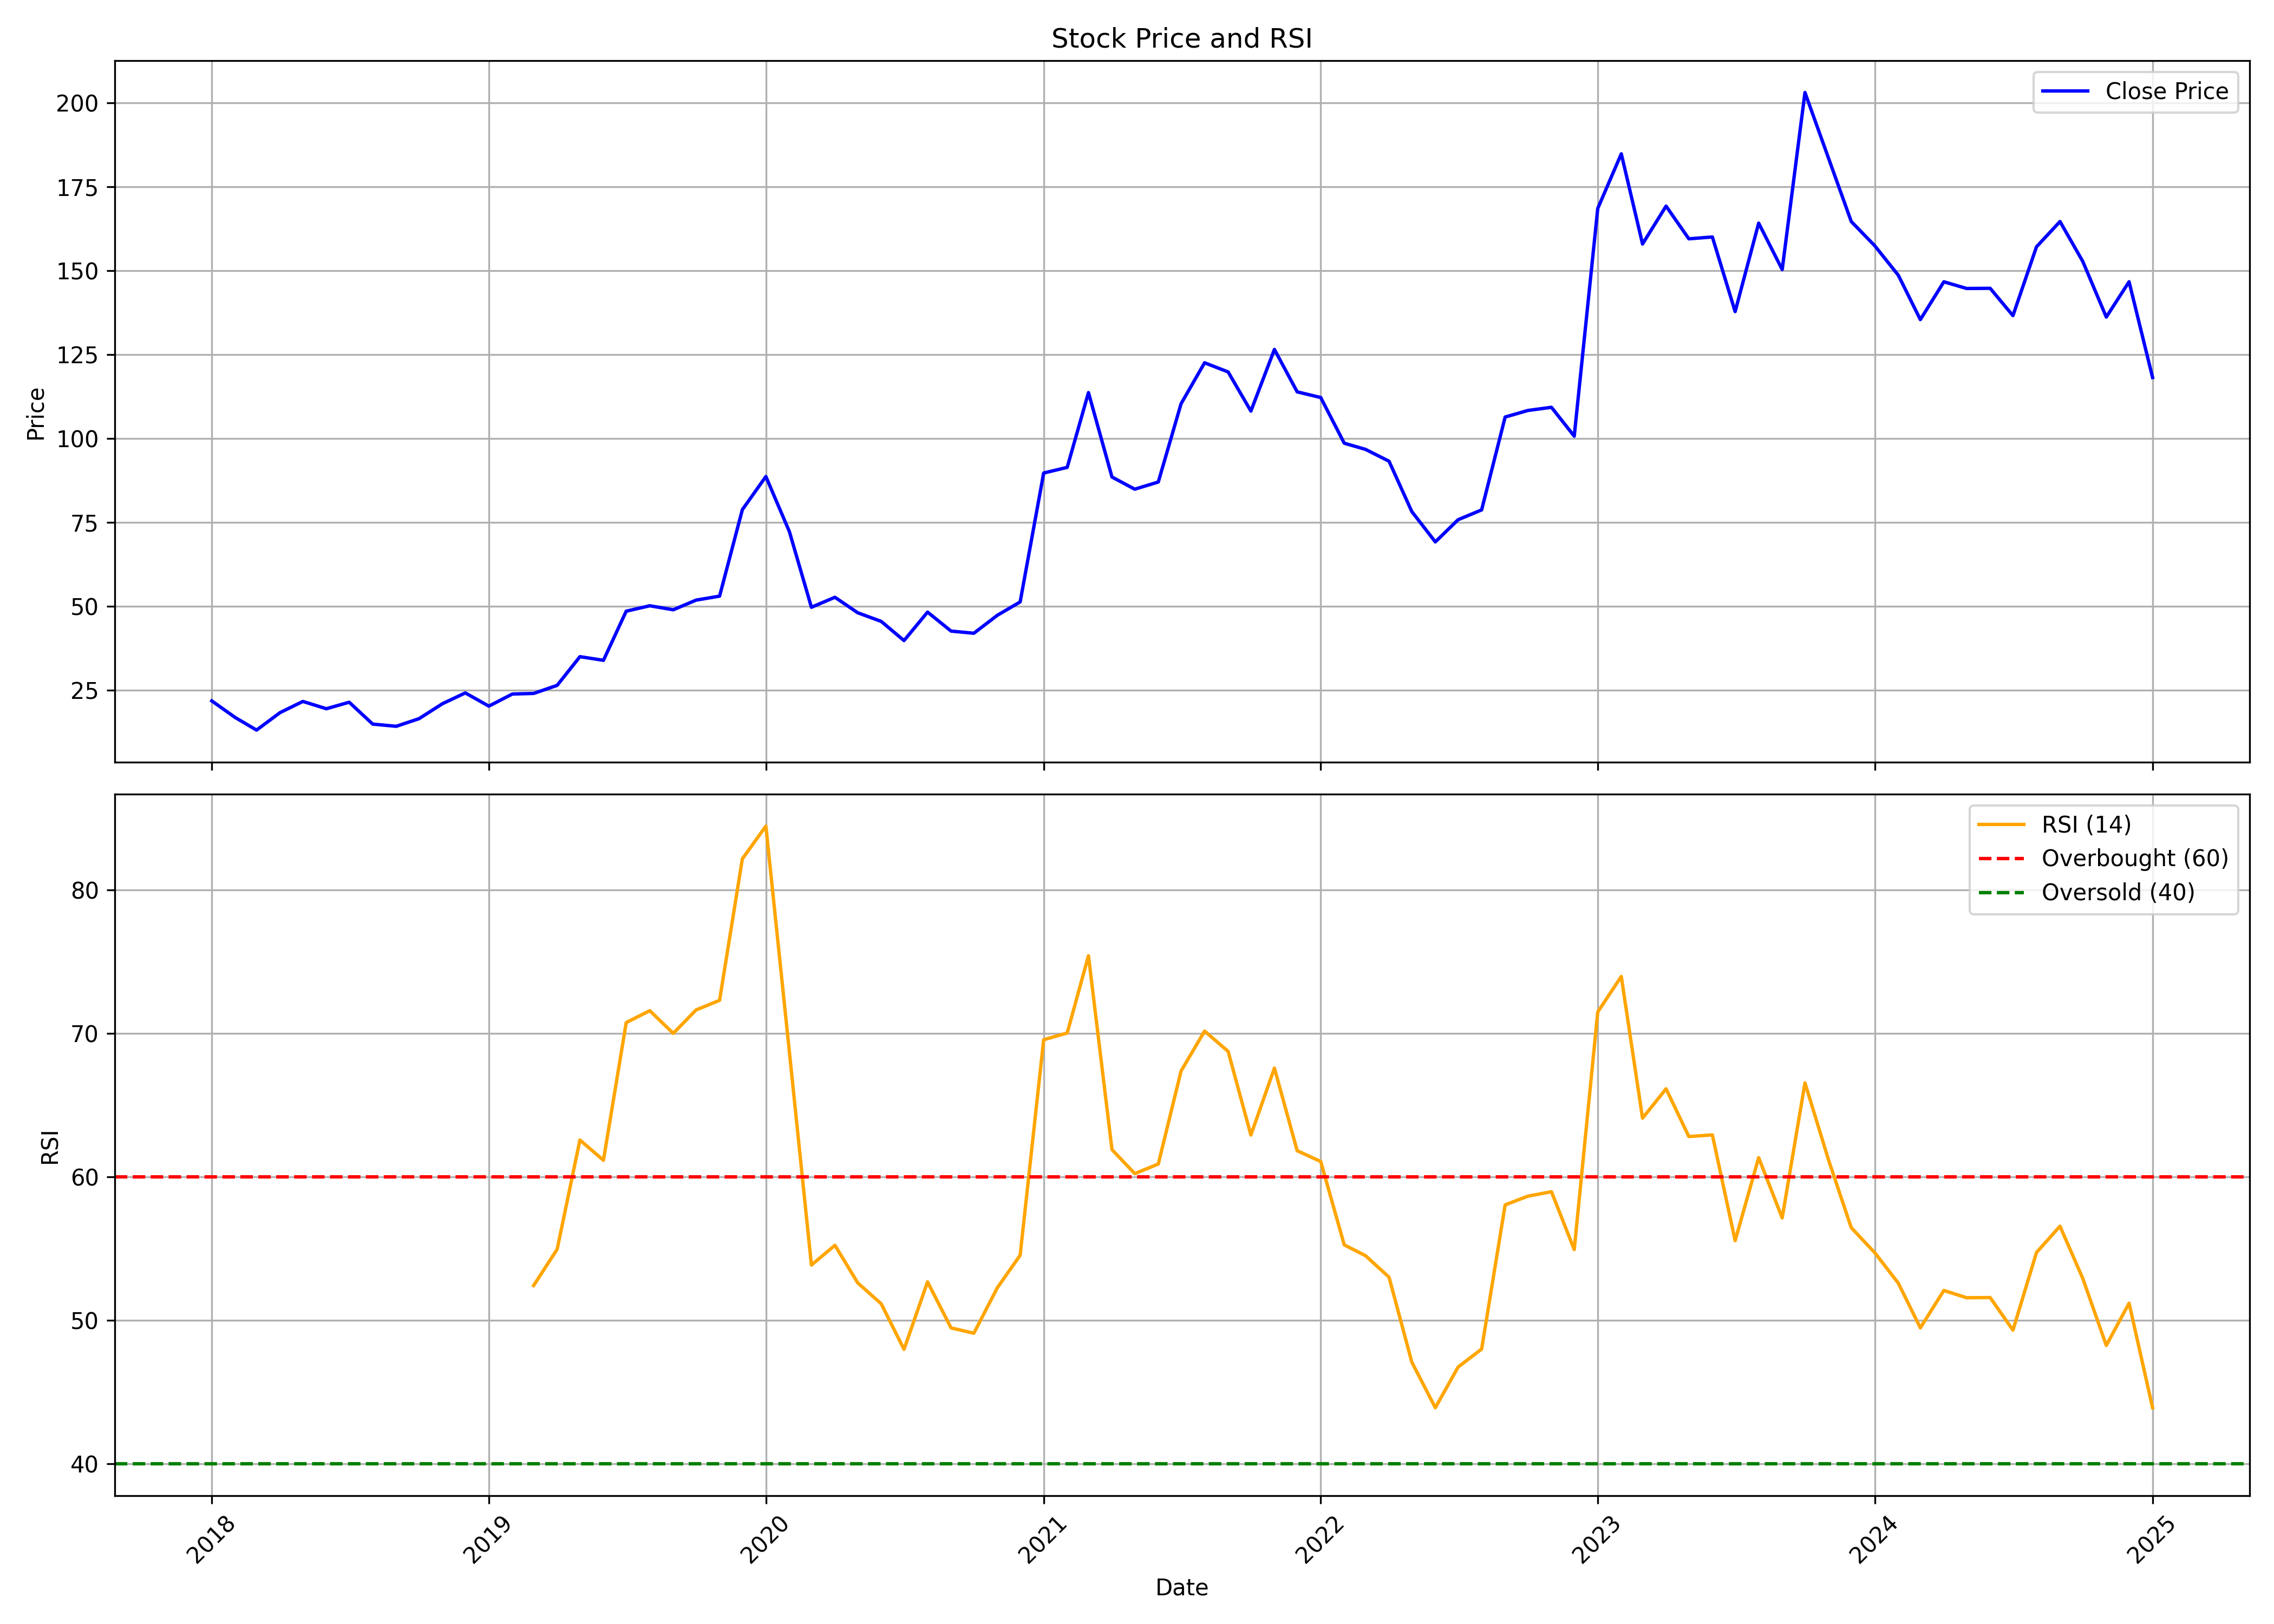 Stock Price and RSI
Close Price
200
175
150
125
100
75
50
25
Price
RSI (14)
Overbought (60)
Oversold (40)
80
70
60
50
40
RSI
2018
2019
2020
2021
2022
2023
2024
2025
Date